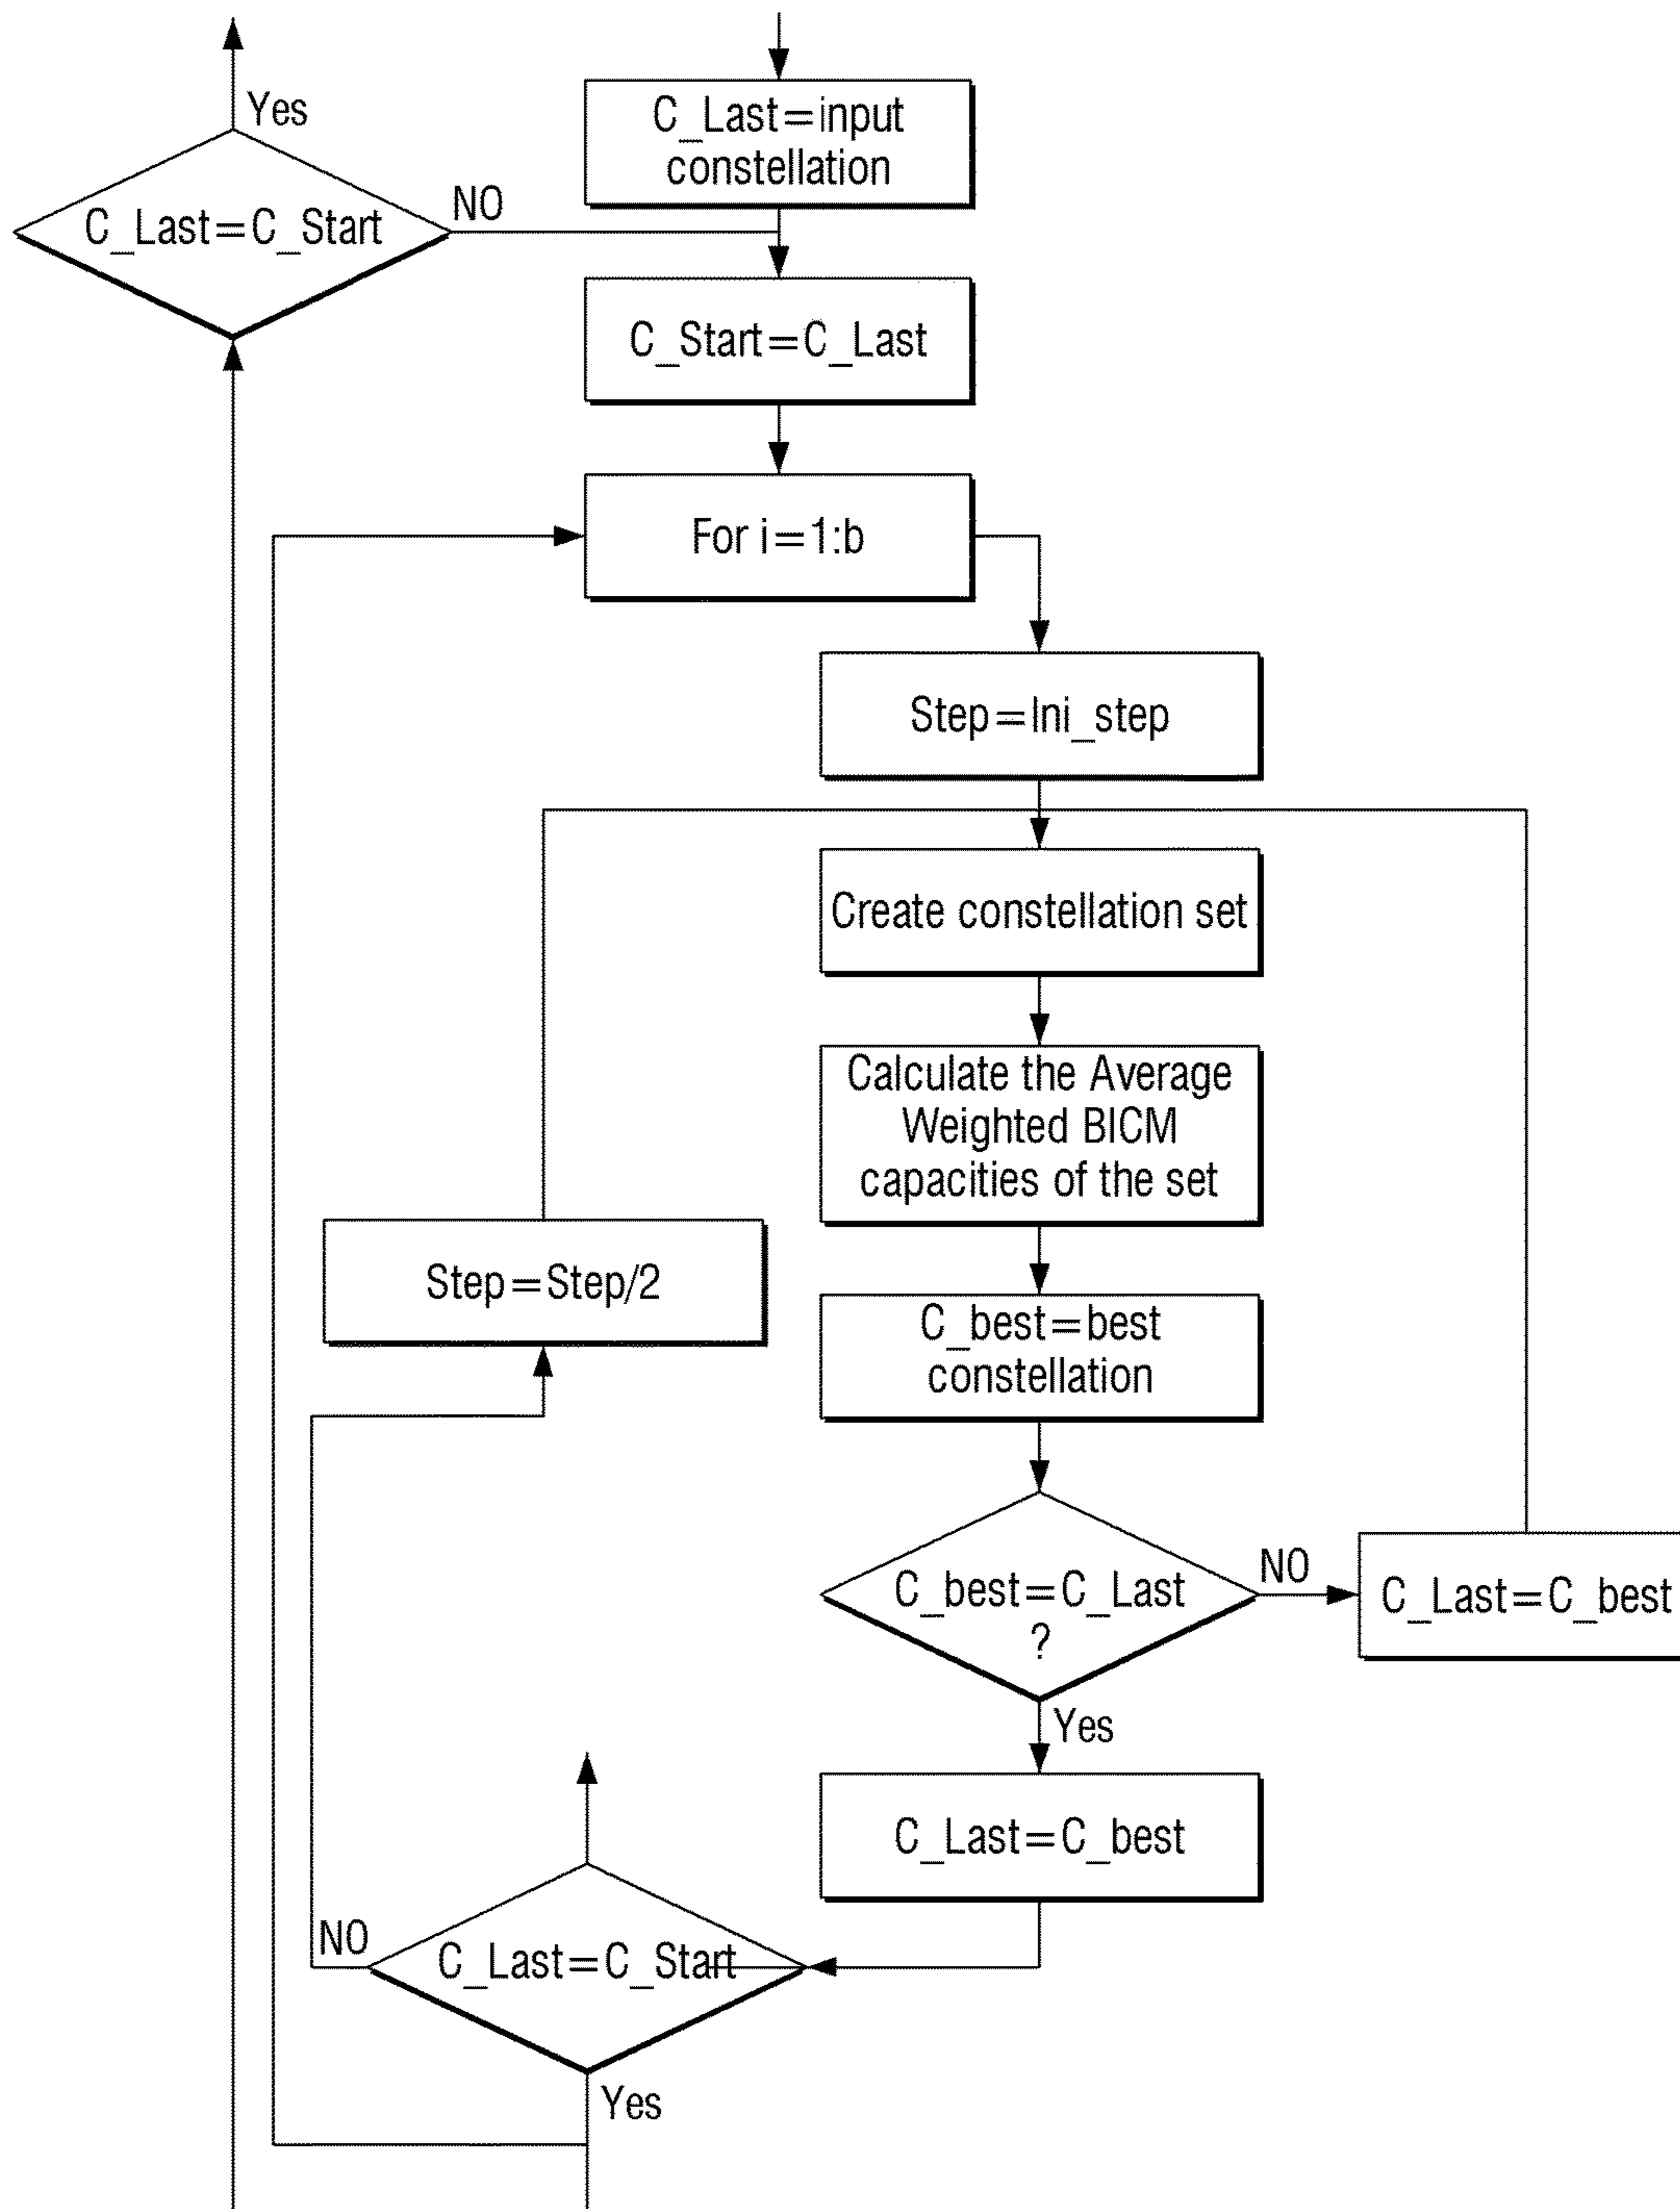 Yes
C_Last=input
constellation
C_Last=C_Start
NO
C_Start=C_Last
For i=1:b
Step=Ini_step
Create constellation set
Calculate the Average
Weighted BICM
capacities of the set
Step=Step/2
C_best=best
constellation
C_best=C_Last
?
NO
C_Last=C_best
Yes
C_Last=C_best
NO
C_Last=C_Start
Yes